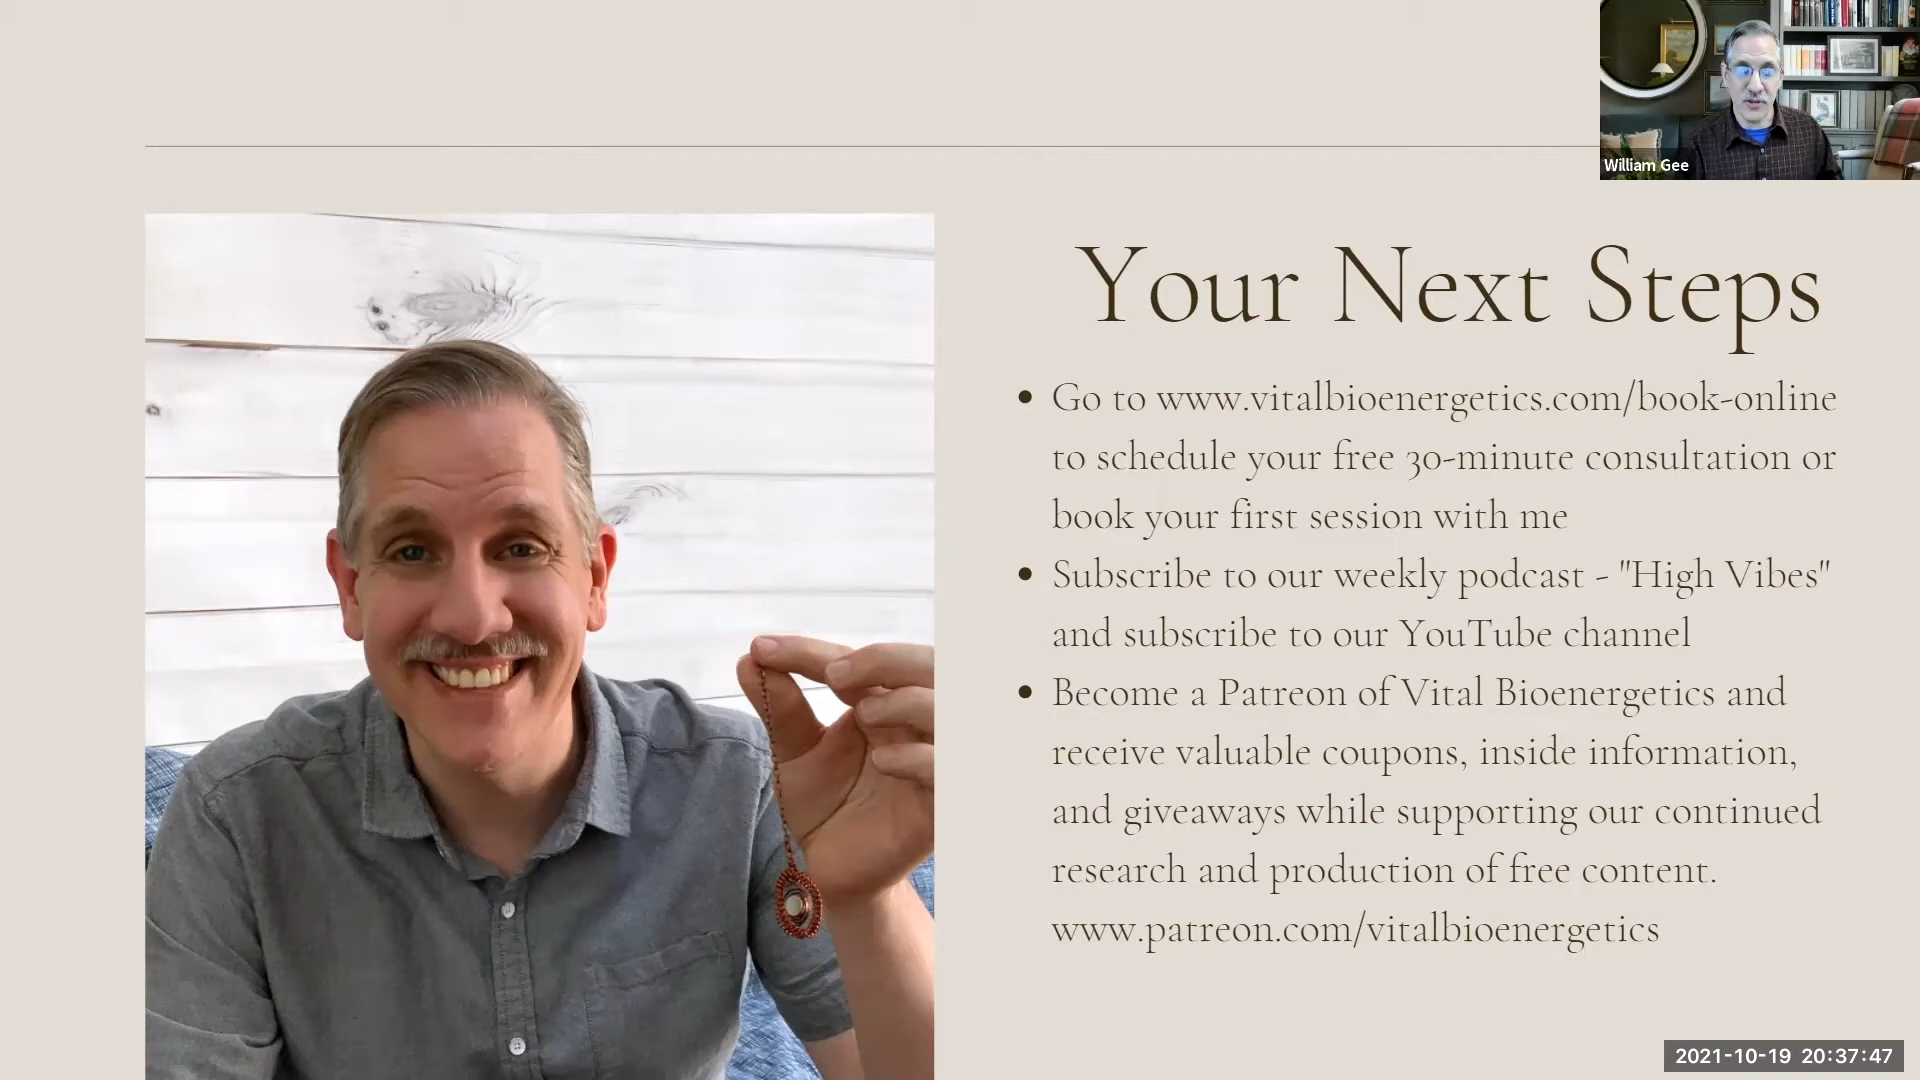 William Gee
Your Next Steps
• Go to www.vitalbioenergetics.com/book-online
to schedule your free 30-minute consultation or
book your first session with me
• Subscribe to our weekly podcast - "High Vibes"
and subscribe to our YouTube channel
• Become a Patreon of Vital Bioenergetics and
receive valuable coupons, inside information,
and giveaways while supporting our continued
research and production of free content.
www.patreon.com/vitalbioenergetics
2021-10-19 20:37:47